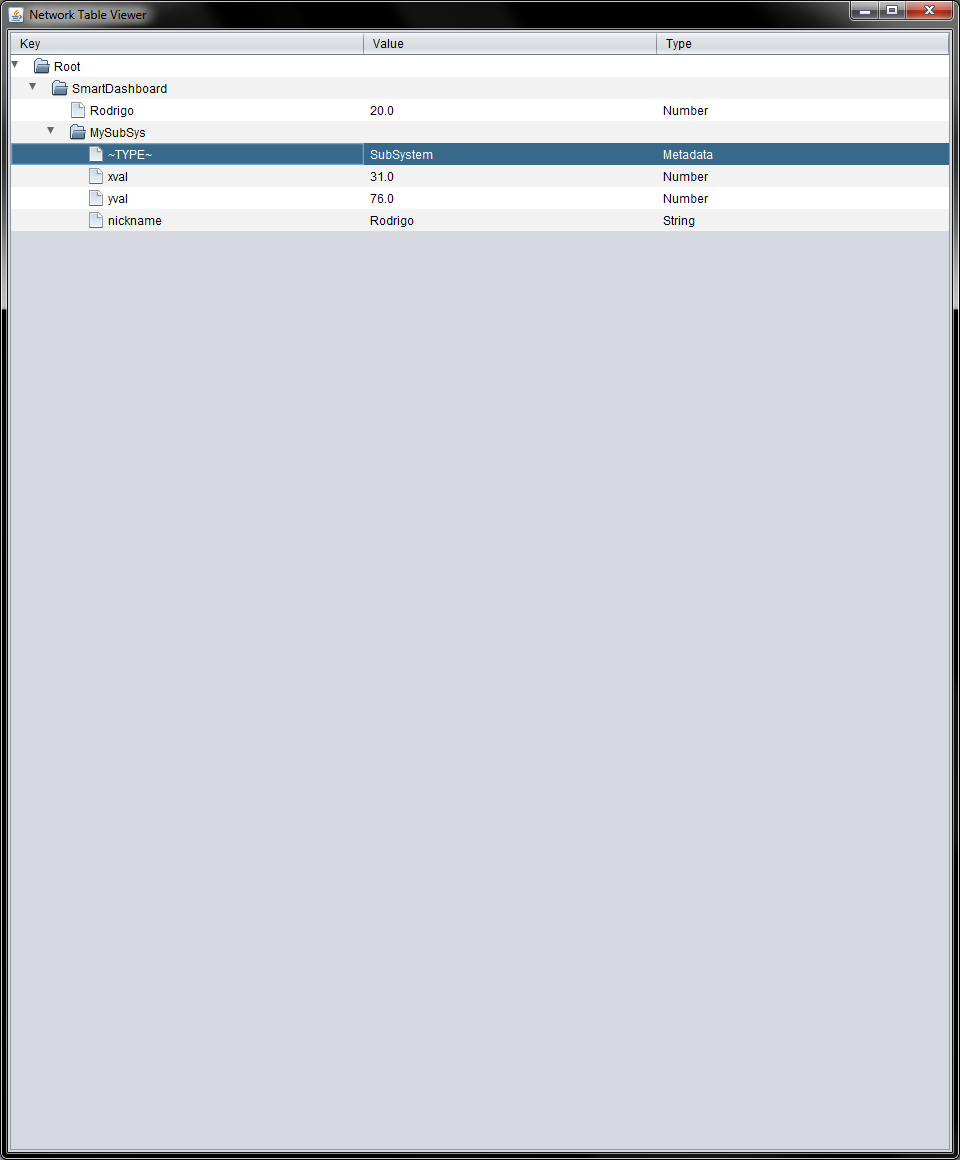 Network Table Viewer
Key Value Type
Root
SmartDashboard
Rodrigo 20.0 Number
MySubSys
~TYPE~ SubSystem Metadata
xval 31.0 Number
yval 76.0 Number
nickname Rodrigo String